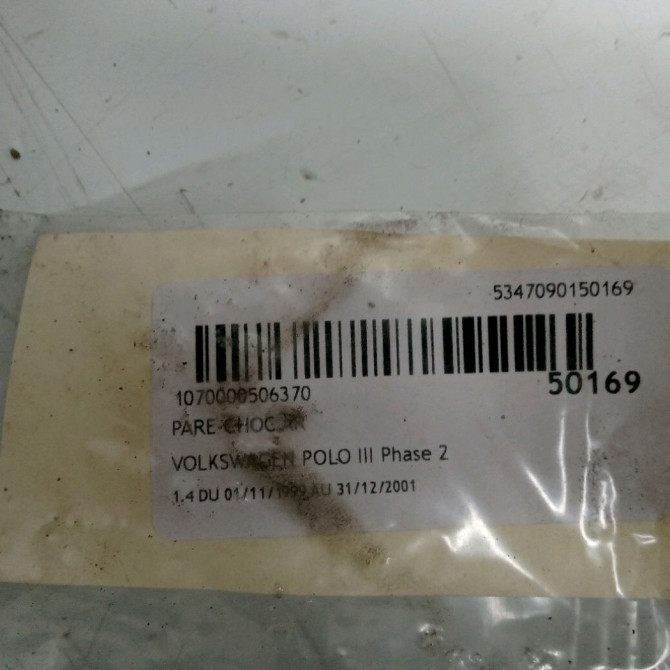 5347090150169
50169
1070000506370
PARE-CHOC AR
VOLKSWAGEN POLO III Phase 2
1.4 DU 01/11/1999 AU 31/12/2001